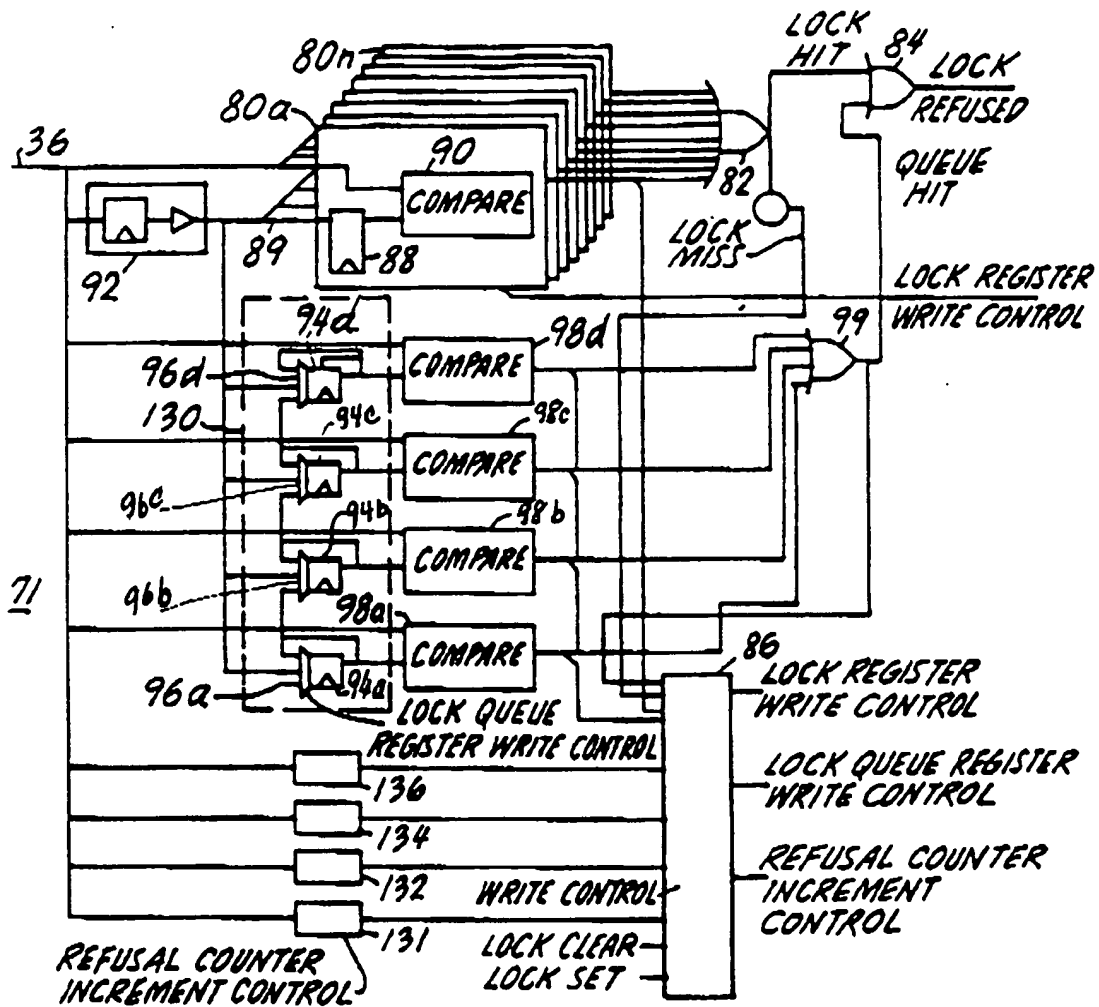 80n
LOCK
HIT
84
LOCK
REFUSED
80a
36
90
COMPARE
82
QUEUE
HIT
92
89
88
LOCK
MISS
LOCK REGISTER
WRITE CONTROL
94d
98d
99
96d
COMPARE
130
94c
98c
COMPARE
96c
94b
98b
COMPARE
71
96b
98a
COMPARE
86
96a
94a
LOCK QUEUE
REGISTER WRITE CONTROL
LOCK REGISTER
WRITE CONTROL
136
LOCK QUEUE REGISTER
WRITE CONTROL
134
132
WRITE CONTROL
REFUSAL COUNTER
INCREMENT
CONTROL
131
REFUSAL COUNTER
INCREMENT CONTROL
LOCK CLEAR
LOCK SET